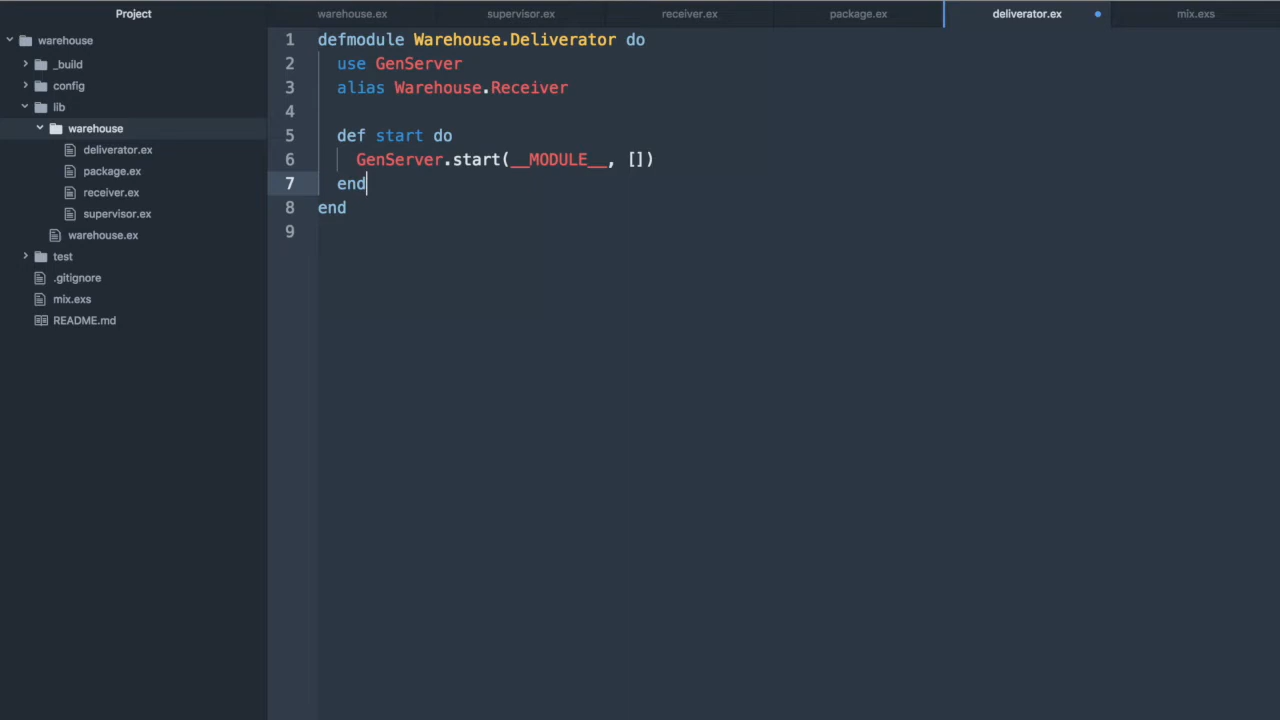 Project
warehouse
_build
config
lib
warehouse
deliverator.ex
package.ex
receiver.ex
supervisor.ex
warehouse.ex
test
.gitignore
mix.exs
README.md
warehouse.ex supervisor.ex receiver.ex package.ex deliverator.ex mix.exs
1 defmodule Warehouse.Deliverator do
2 use GenServer
3 alias Warehouse.Receiver
4
5 def start do
6 GenServer.start(__MODULE__, [])
7 end
8 end
9